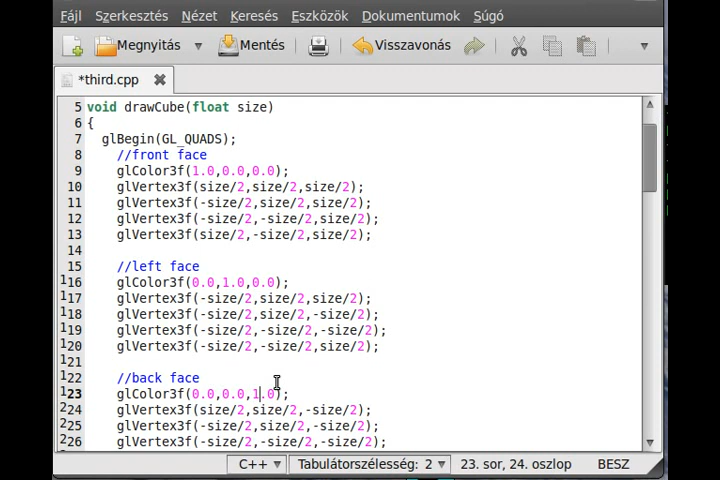 Fájl Szerkesztés Nézet Keresés Eszközök Dokumentumok Súgó
Megnyitás Mentés Visszavonás
*third.cpp
5 void drawCube(float size)
6 {
7 glBegin(GL_QUADS);
8 //front face
9 glColor3f(1.0,0.0,0.0);
10 glVertex3f(size/2,size/2,size/2);
11 glVertex3f(-size/2,size/2,size/2);
12 glVertex3f(-size/2,-size/2,size/2);
13 glVertex3f(size/2,-size/2,size/2);
14
15 //left face
16 glColor3f(0.0,1.0,0.0);
17 glVertex3f(-size/2,size/2,size/2);
18 glVertex3f(-size/2,size/2,-size/2);
19 glVertex3f(-size/2,-size/2,-size/2);
20 glVertex3f(-size/2,-size/2,size/2);
21
22 //back face
23 glColor3f(0.0,0.0,1.0);
24 glVertex3f(size/2,size/2,-size/2);
25 glVertex3f(-size/2,size/2,-size/2);
26 glVertex3f(-size/2,-size/2,-size/2);
C++ Tabulátorszélesség: 2 23. sor, 24. oszlop BESZ